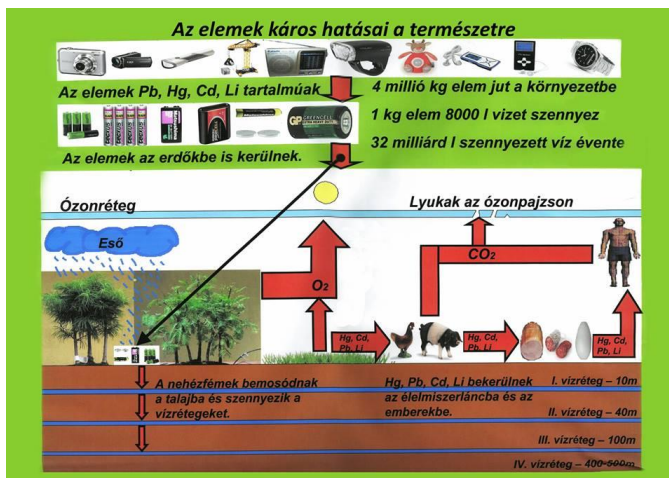 Az elemek káros hatásai a természetre
Az elemek Pb, Hg, Cd, Li tartalmúak
4 millió kg elem jut a környezetbe
GP GREENCELL
1 kg elem 8000 l vizet szennyez
Az elemek az erdőkbe is kerülnek.
32 milliárd l szennyezett víz évente
Ózonréteg
Lyukak az ózonpajzson
Eső
CO2
O2
Hg, Cd,
Pb, Li
Hg, Cd,
Pb, Li
Hg, Cd,
Pb, Li
A nehézfémek bemosódnak
a talajba és szennyezik a
vízrétegeket.
Hg, Pb, Cd, Li bekerülnek
az élelmiszerláncba és az
emberekbe.
I. vízréteg – 10m
II. vízréteg – 40m
III. vízréteg – 100m
IV. vízréteg – 400-500m